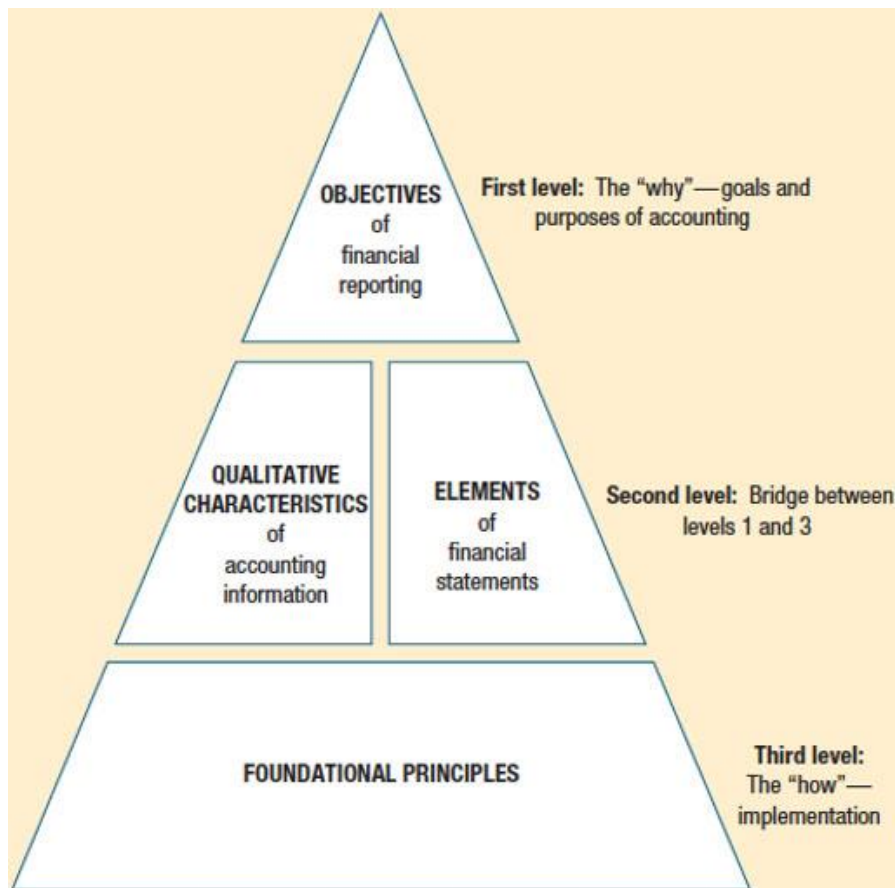 OBJECTIVES
of
financial
reporting
First level: The “why”—goals and
purposes of accounting
QUALITATIVE
CHARACTERISTICS
of
accounting
information
ELEMENTS
of
financial
statements
Second level: Bridge between
levels 1 and 3
FOUNDATIONAL PRINCIPLES
Third level:
The “how”—
implementation